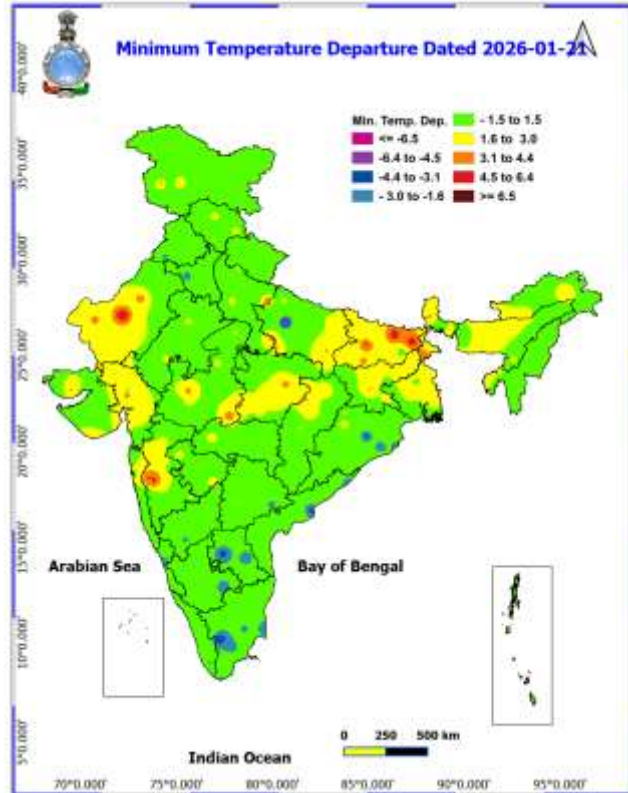 Minimum Temperature Departure Dated 2026-01-21
Min. Temp. Dep.
<= -6.5
-6.4 to -4.5
-4.4 to -3.1
- 3.0 to -1.6
- 1.5 to 1.5
1.6 to 3.0
3.1 to 4.4
4.5 to 6.4
>= 6.5
40°0.000'
35°0.000'
30°0.000'
25°0.000'
20°0.000'
15°0.000'
10°0.000'
5°0.000'
Arabian Sea
Bay of Bengal
0 250 500 km
Indian Ocean
70°0.000' 75°0.000' 80°0.000' 85°0.000' 90°0.000' 95°0.000'